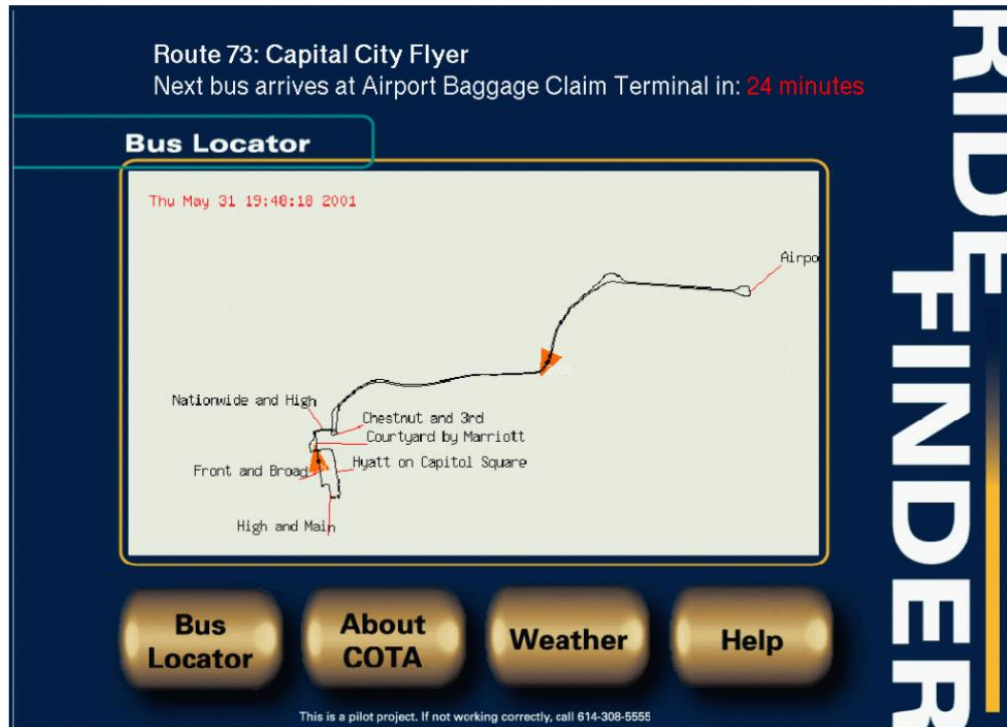 Route 73: Capital City Flyer
Next bus arrives at Airport Baggage Claim Terminal in: 24 minutes
Bus Locator
Thu May 31 19:48:18 2001
Airpo
Nationwide and High
Chestnut and 3rd
Courtyard by Marriott
Hyatt on Capitol Square
Front and Broad
High and Main
Bus Locator
About COTA
Weather
Help
This is a pilot project. If not working correctly, call 614-308-5555
RIDE
FINDER